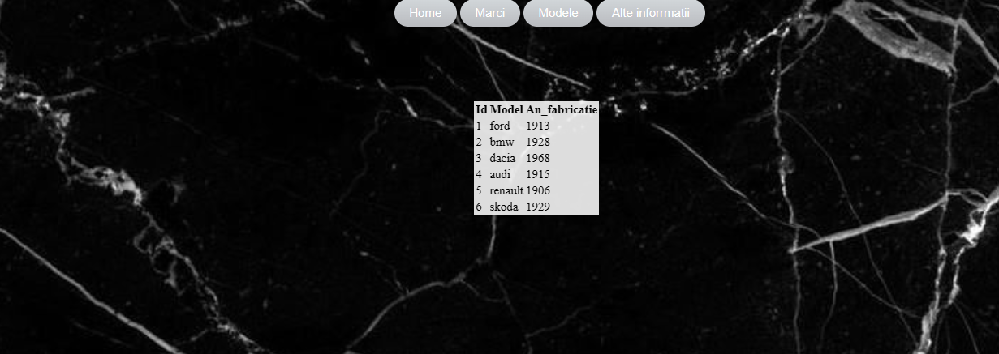 Home Marci Modele Alte inforrmatii
Id Model An_fabricatie
1 ford 1913
2 bmw 1928
3 dacia 1968
4 audi 1915
5 renault 1906
6 skoda 1929